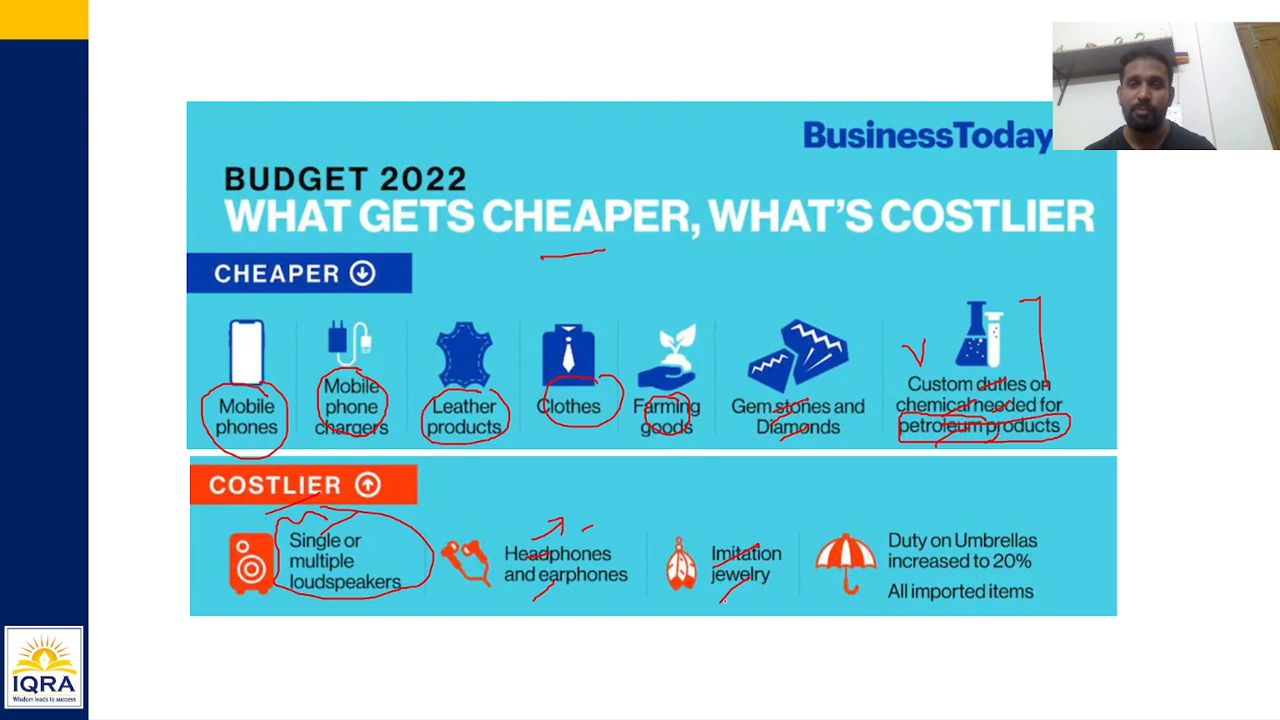 BusinessToday
BUDGET 2022
WHAT GETS CHEAPER, WHAT'S COSTLIER
CHEAPER
Mobile
phones
Mobile
phone
chargers
Leather
products
Clothes
Farming
goods
Gem stones and
Diamonds
Custom duties on
chemical needed for
petroleum products
COSTLIER
Single or
multiple
loudspeakers
Headphones
and earphones
Imitation
jewelry
Duty on Umbrellas
increased to 20%
All imported items
IQRA
Wisdom leads to success